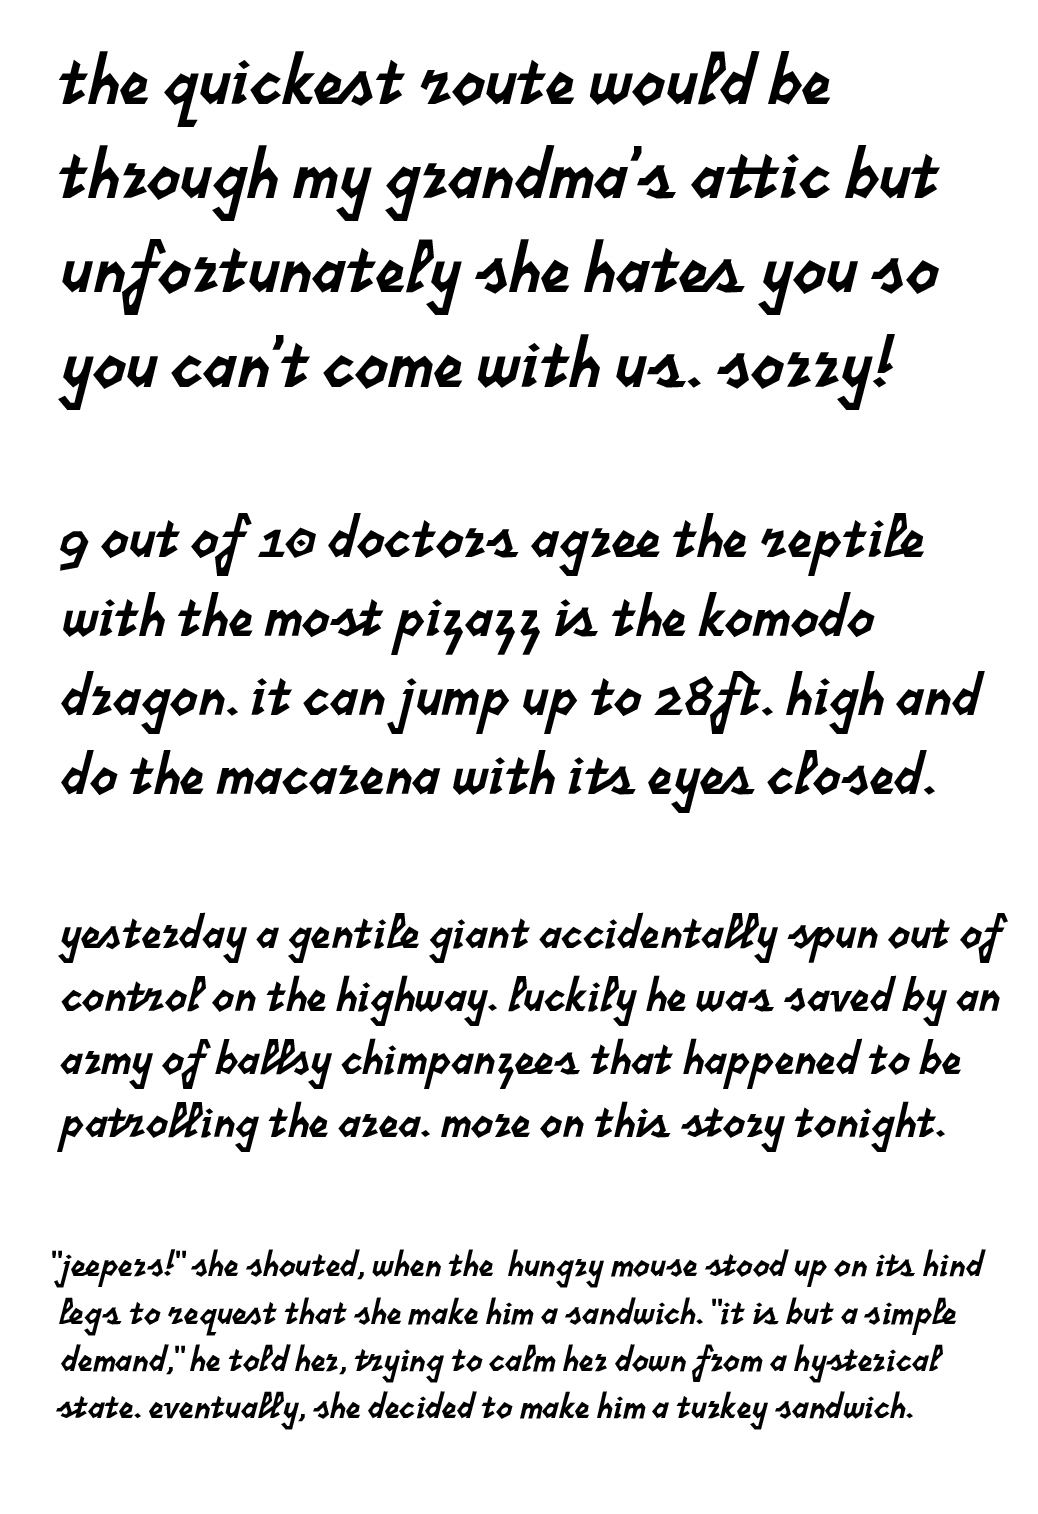 the quickest route would be
through my grandma's attic but
unfortunately she hates you so
you can't come with us. sorry!
9 out of 10 doctors agree the reptile
with the most pizazz is the komodo
dragon. it can jump up to 28ft. high and
do the macarena with its eyes closed.
yesterday a gentile giant accidentally spun out of
control on the highway. luckily he was saved by an
army of ballsy chimpanzees that happened to be
patrolling the area. more on this story tonight.
"jeepers!" she shouted, when the hungry mouse stood up on its hind
legs to request that she make him a sandwich. "it is but a simple
demand," he told her, trying to calm her down from a hysterical
state. eventually, she decided to make him a turkey sandwich.